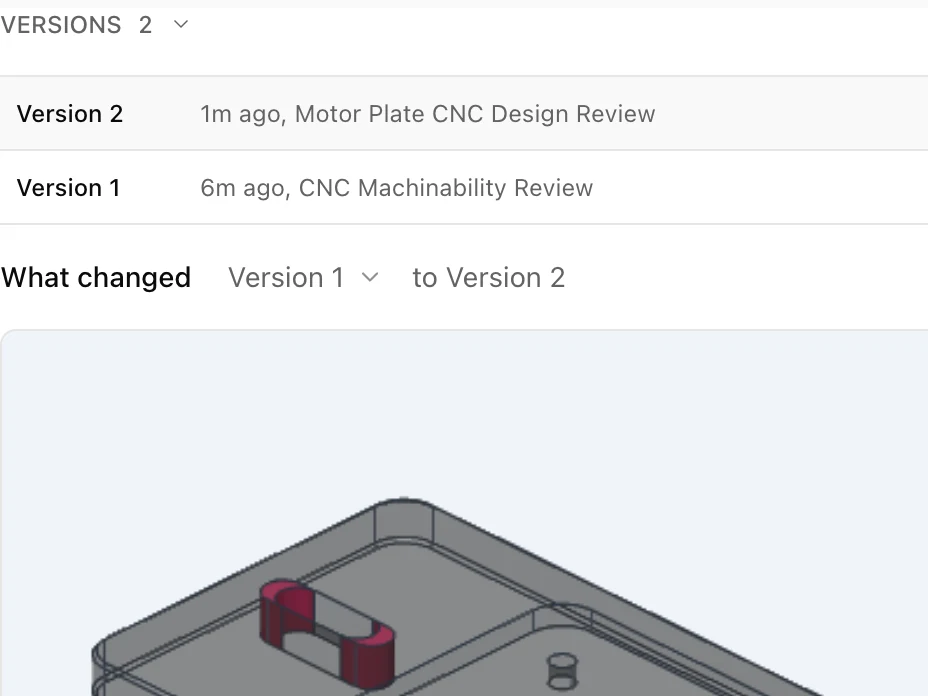 VERSIONS 2
Version 2 1m ago, Motor Plate CNC Design Review
Version 1 6m ago, CNC Machinability Review
What changed Version 1 to Version 2